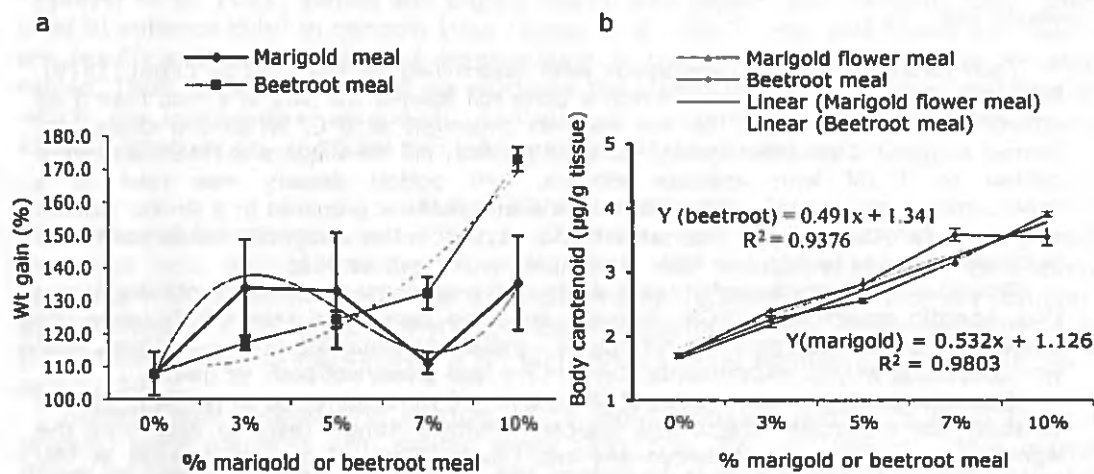 a
Marigold meal
Beetroot meal
Wt gain (%)
180.0
170.0
160.0
150.0
140.0
130.0
120.0
110.0
100.0
0%
3%
5%
7%
10%
% marigold or beetroot meal
b
Marigold flower meal
Beetroot meal
Linear (Marigold flower meal)
Linear (Beetroot meal)
Body carotenoid (µg/g tissue)
5
4
3
2
1
Y (beetroot) = 0.491x + 1.341
R² = 0.9376
Y(marigold) = 0.532x + 1.126
R² = 0.9803
0%
3%
5%
7%
10%
% marigold or beetroot meal